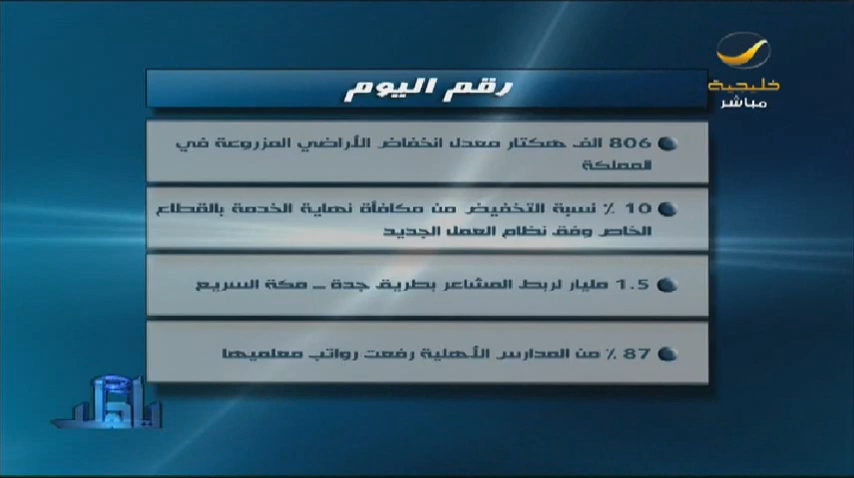 خليجية
مباشر
رقم اليوم
806 الف هكتار معدل انخفاض الأراضي المزروعة في
المملكة
10 ٪ نسبة التخفيض من مكافأة نهاية الخدمة بالقطاع
الخاص وفق نظام العمل الجديد
1.5 مليار لربط المشاعر بطريق جدة – مكة السريع
87 ٪ من المدارس الأهلية رفعت رواتب معلميها
ياهلا